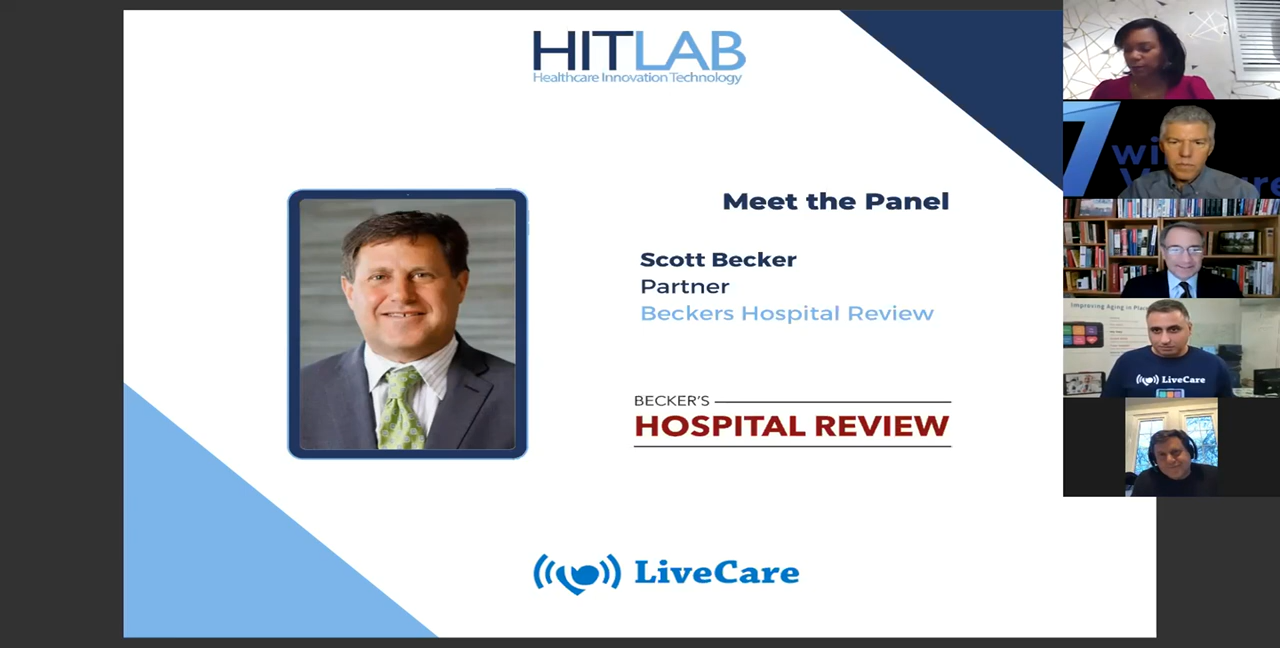 HITLAB
Healthcare Innovation Technology
Meet the Panel
Scott Becker
Partner
Beckers Hospital Review
BECKER'S
HOSPITAL REVIEW
LiveCare
7
Improving Aging in Place
LiveCare